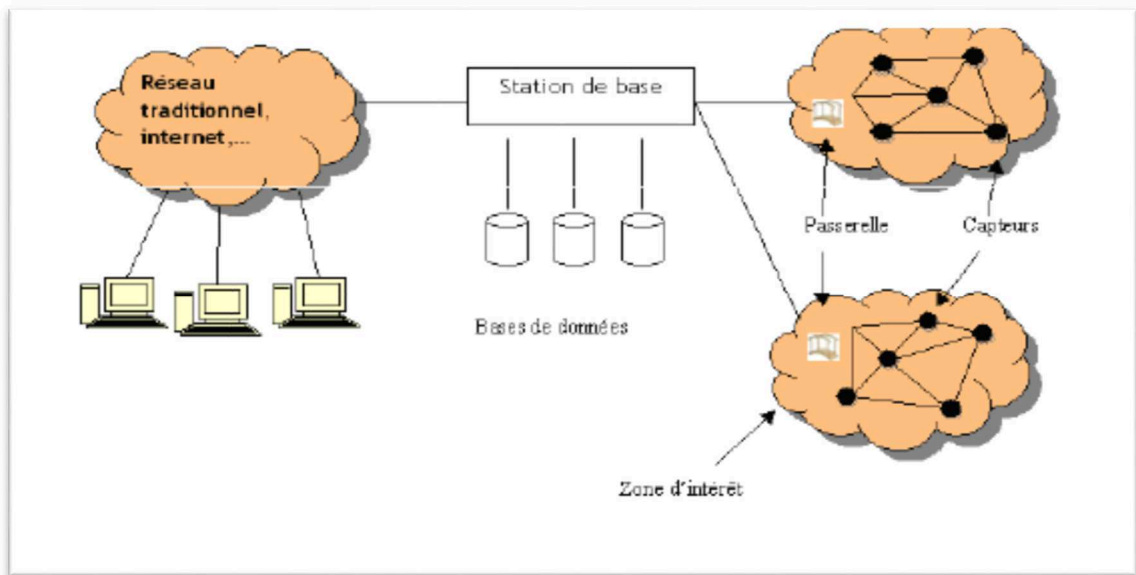 Réseau
traditionnel,
internet,...
Station de base
Passerelle
Capteurs
Bases de données
Zone d'intérêt